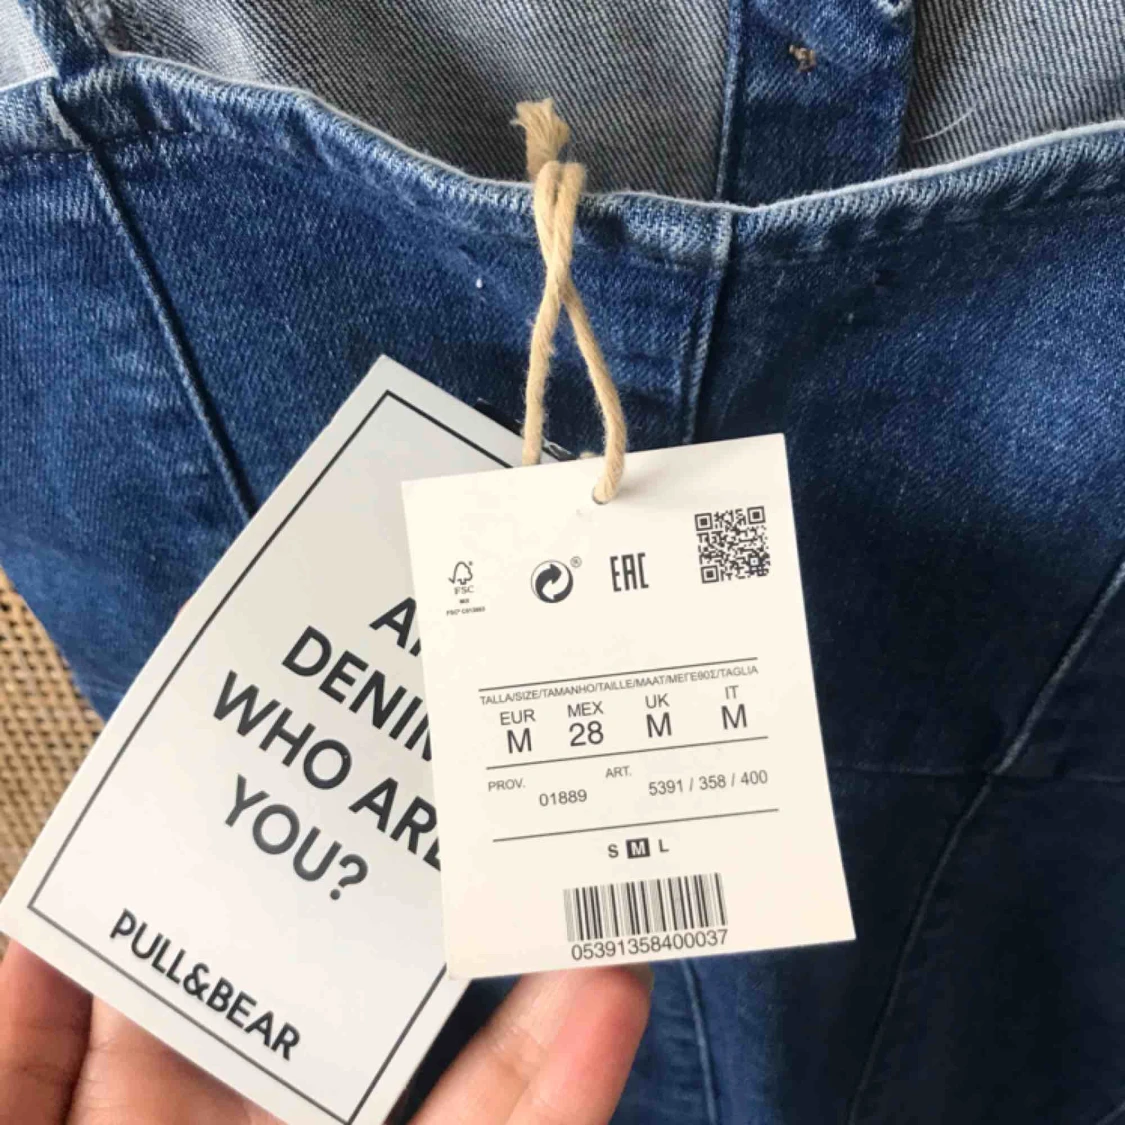 A
DENIM
WHO ARE
YOU?
PULL&BEAR
FSC
MIX
EAC
TALLA/SIZE/TAMANHO/TAILLE/MAAT/ΜΕΓΕΘΟΣ/TAGLIA
EUR MEX UK IT
M 28 M M
PROV. ART.
01889 5391 / 358 / 400
S M L
05391358400037